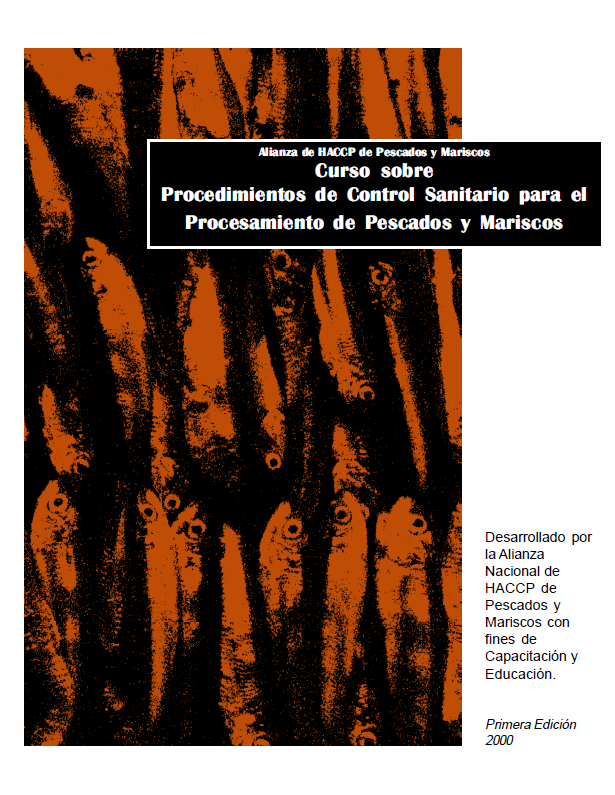 Alianza de HACCP de Pescados y Mariscos
Curso sobre
Procedimientos de Control Sanitario para el
Procesamiento de Pescados y Mariscos
Desarrollado por
la Alianza
Nacional de
HACCP de
Pescados y
Mariscos con
fines de
Capacitación y
Educación.
Primera Edición
2000